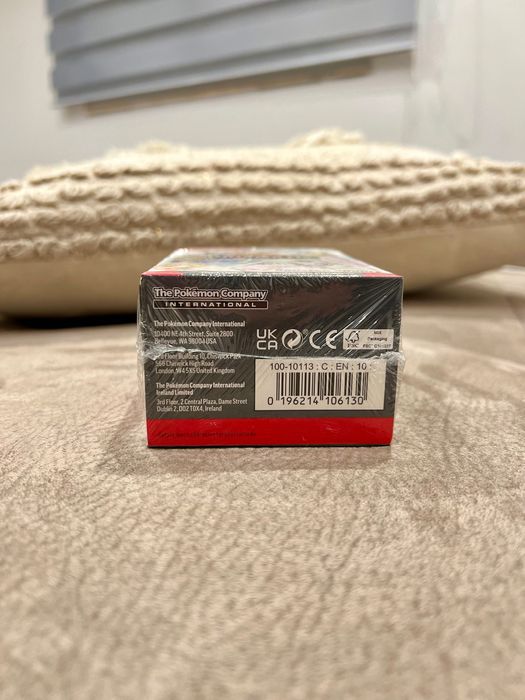 The Pokémon Company
INTERNATIONAL
The Pokémon Company International
10400 NE 4th Street, Suite 2800
Bellevue, WA 98004 USA
3rd Floor Building 10, Chiswick Park
566 Chiswick High Road
London W4 5XS United Kingdom
The Pokémon Company International
Ireland Limited
3rd Floor, 2 Central Plaza, Dame Street
Dublin 2, D02 T0X4, Ireland
UK
CA
CE
FSC
MIX
Packaging
100-10113 : C : EN : 10 :
0 196214 106130